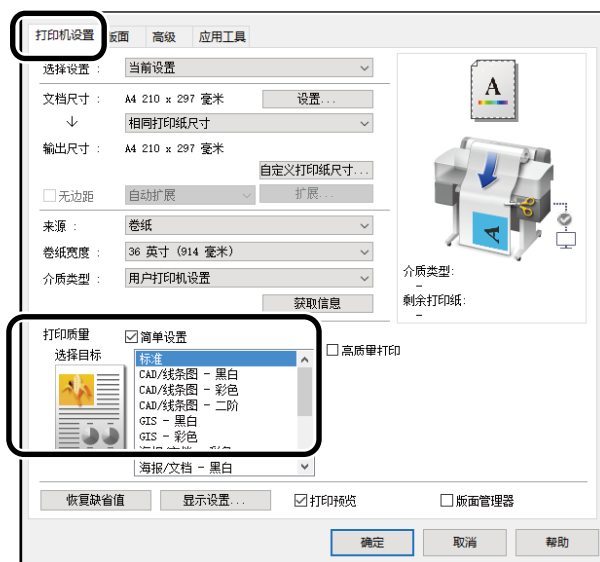 打印机设置 版面 高级 应用工具
选择设置 : 当前设置
文档尺寸 : A4 210 x 297 毫米 设置...
相同打印纸尺寸
输出尺寸 : A4 210 x 297 毫米
自定义打印纸尺寸...
无边距 自动扩展 扩展...
来源 : 卷纸
卷纸宽度 : 36 英寸 (914 毫米)
介质类型 : 用户打印机设置
获取信息
A
A
介质类型:
-
剩余打印纸:
-
打印质量 简单设置
选择目标 标准
高质量打印
CAD/线条图 - 黑白
CAD/线条图 - 彩色
CAD/线条图 - 二阶
GIS - 黑白
GIS - 彩色
海报/文档 - 黑白
恢复缺省值 显示设置... 打印预览 版面管理器
确定 取消 帮助